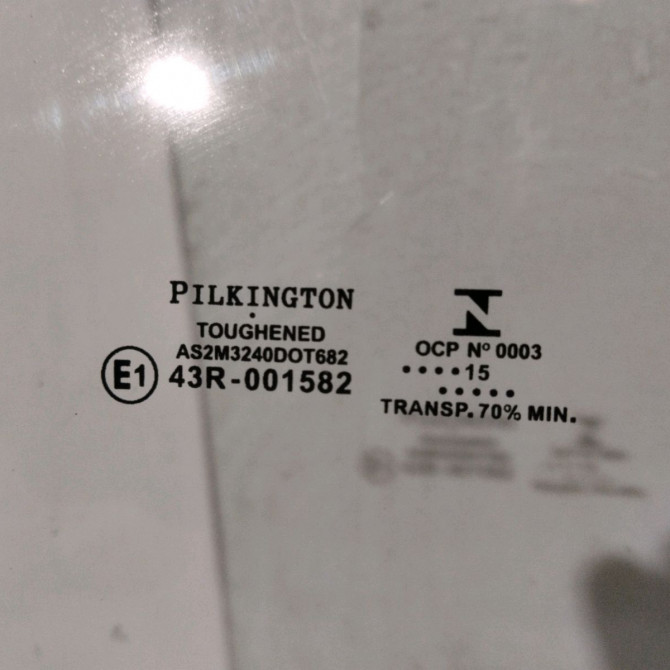 PILKINGTON
TOUGHENED
AS2M3240DOT682
E1 43R-001582
OCP Nº 0003
••••15
•••••
TRANSP. 70% MIN.